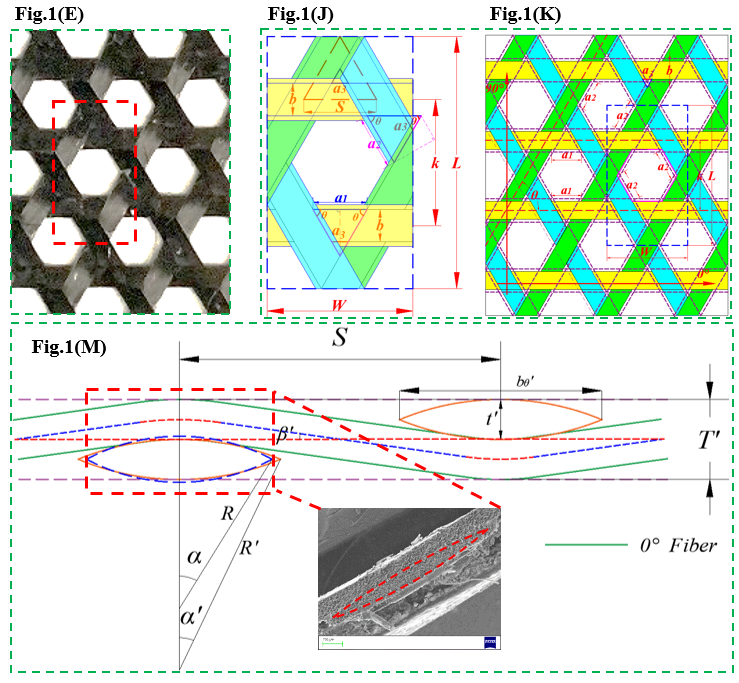 Fig.1(E)
Fig.1(J)
Fig.1(K)
a3
b
S
θ
a3
θ
a2
k
L
a1
θ
θ
a3
b
W
90°
a2
a2
b
a2
a1
a1
a2
θ
L
W
0°
Fig.1(M)
S
bθ'
t'
T'
β'
R
R'
α
α'
0° Fiber